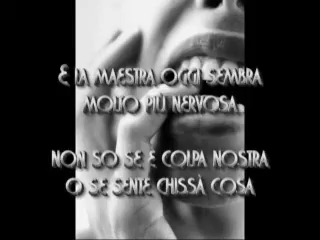 E LA MAESTRA OGGI SEMBRA
MOLTO PIÙ NERVOSA.
NON SO SE È COLPA NOSTRA
O SE SENTE CHISSÀ COSA